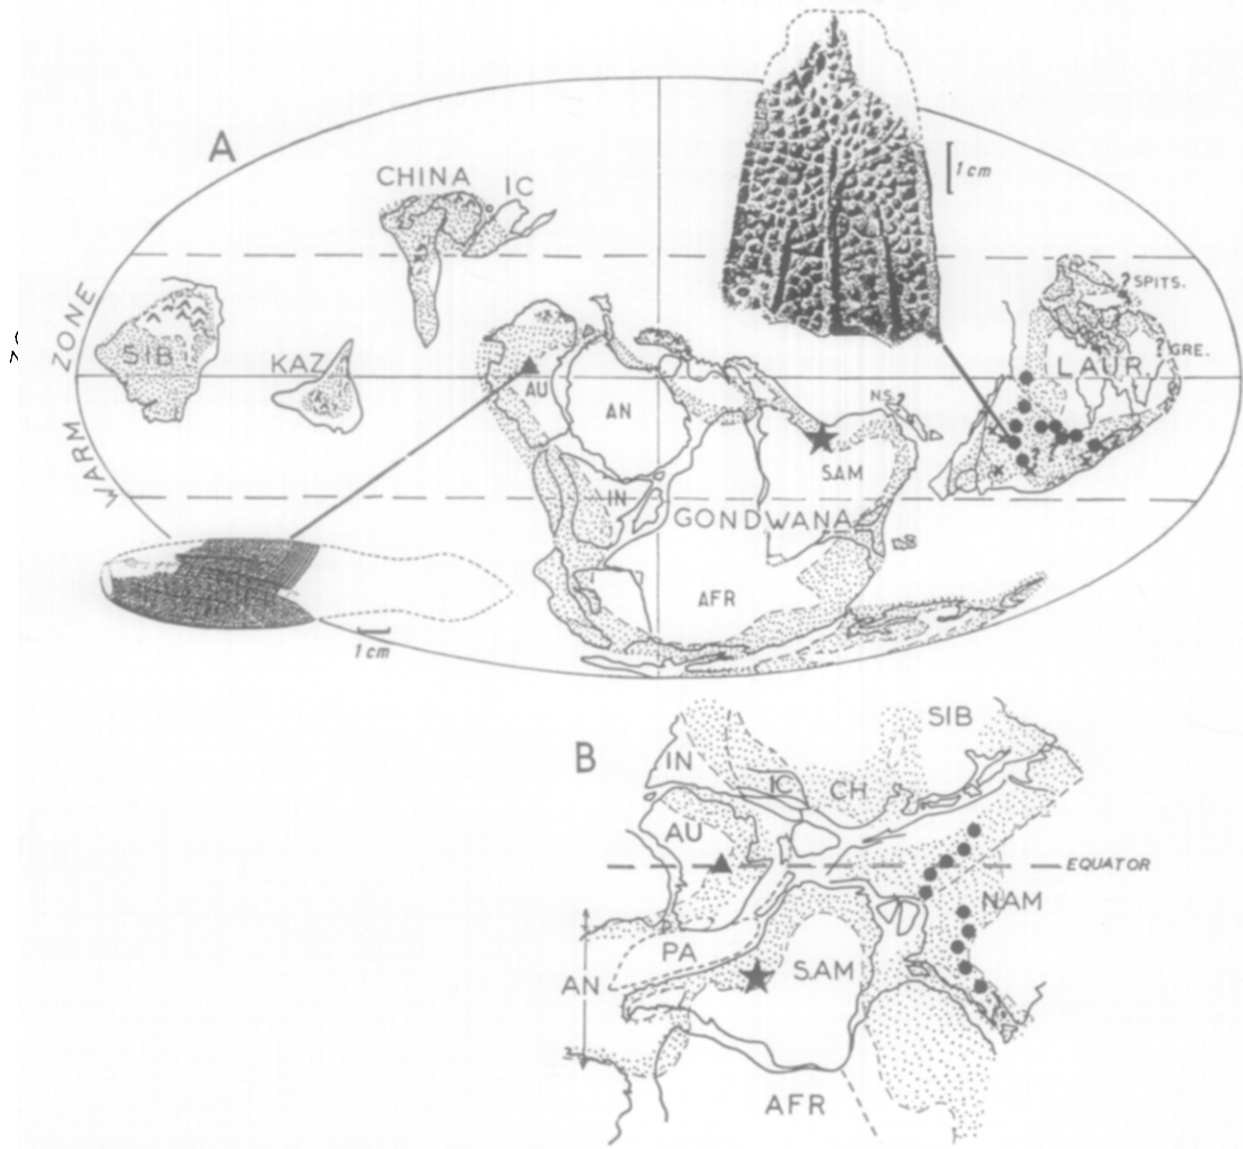 A
CHINA
IC
1 cm
ZONE
WARM
SIB
KAZ
AU
AN
IN
N.S.?
SAM
GONDWANA
AFR
? SPITS.
? GRE.
LAUR.
?
?
x
x
x
x
1 cm
B
SIB
IN
IC
CH
AU
EQUATOR
NAM
PA
SAM
AN
?
?
AFR